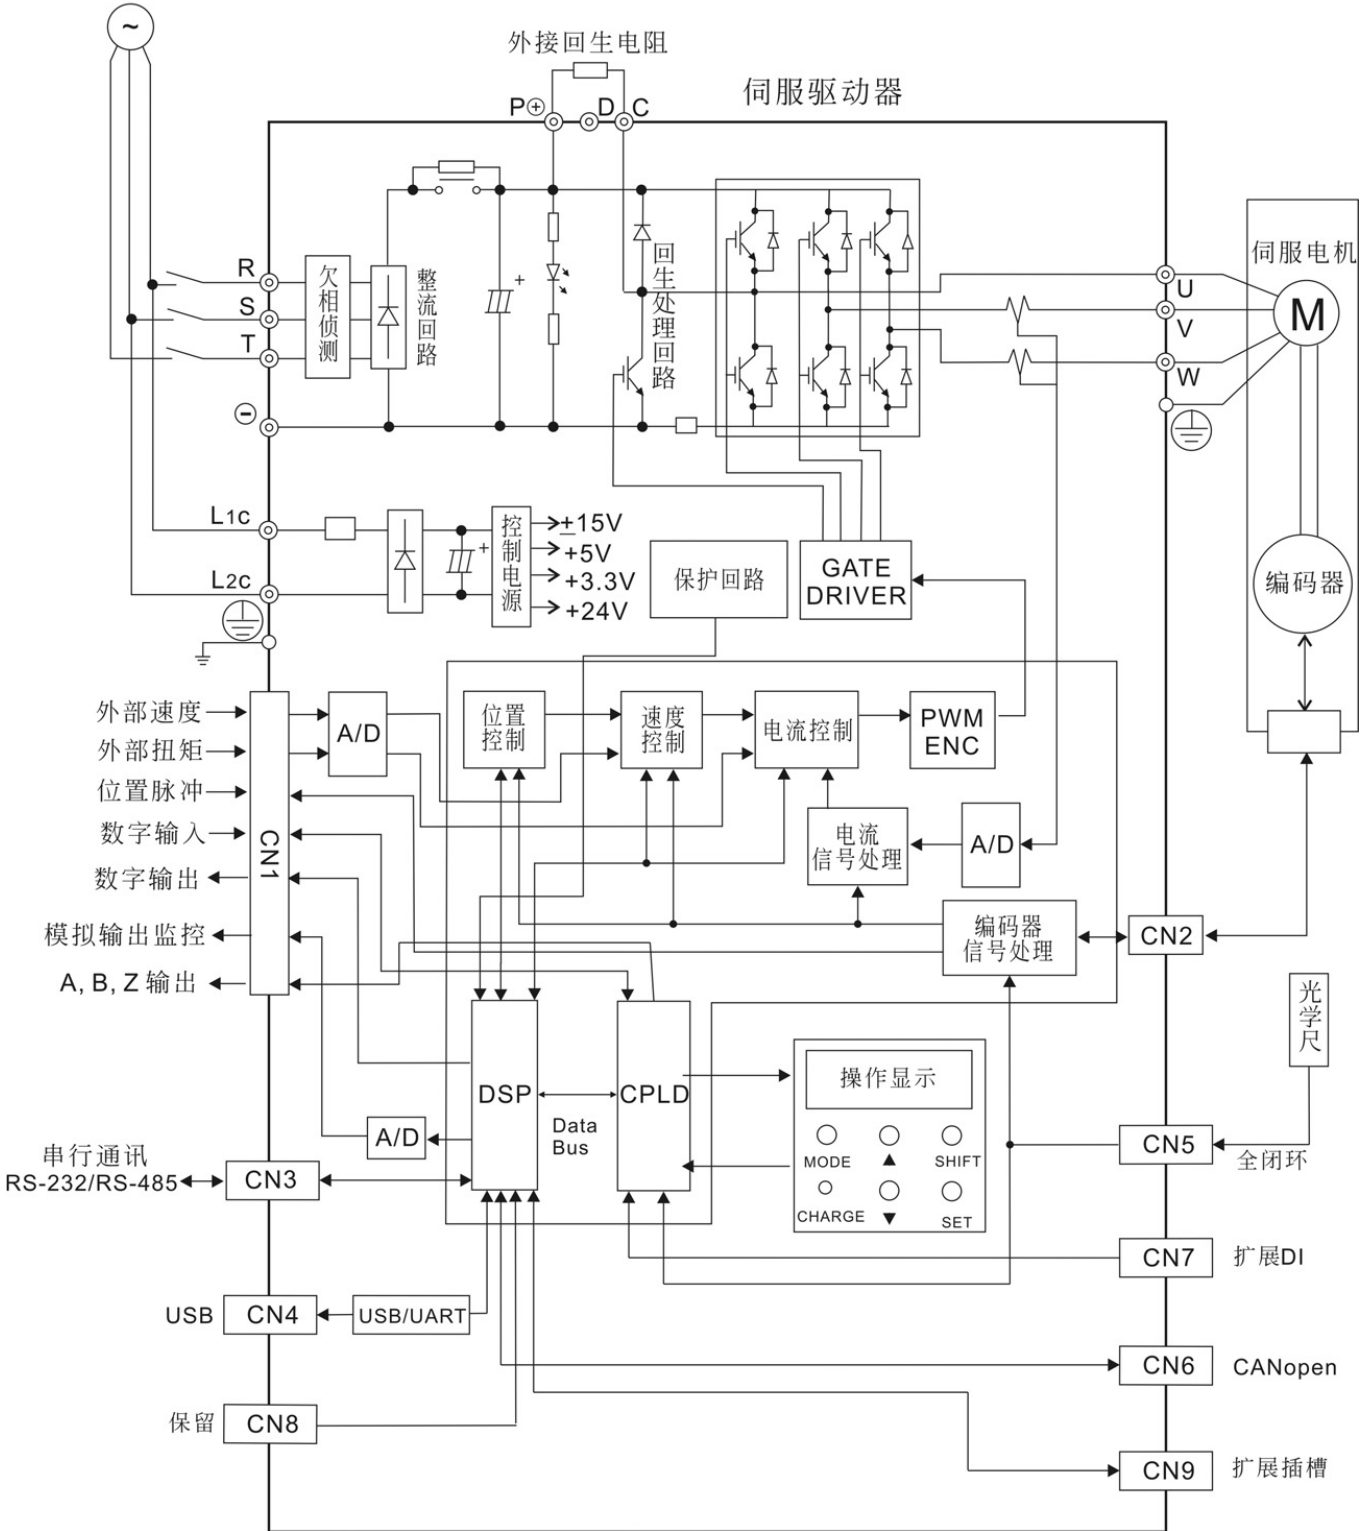 ~
外接回生电阻
伺服驱动器
P⊕
D
C
R
S
T
⊖
欠相侦测
整流回路
+
回生处理回路
伺服电机
U
V
W
M
编码器
L1c
L2c
+
控制电源
±15V
+5V
+3.3V
+24V
保护回路
GATE
DRIVER
外部速度
外部扭矩
位置脉冲
数字输入
数字输出
模拟输出监控
A, B, Z 输出
CN1
A/D
位置
控制
速度
控制
电流控制
PWM
ENC
电流
信号处理
A/D
编码器
信号处理
CN2
光学尺
DSP
Data
Bus
CPLD
操作显示
MODE
▲
SHIFT
CHARGE
▼
SET
A/D
串行通讯
RS-232/RS-485
CN3
CN5
全闭环
CN7
扩展DI
USB
CN4
USB/UART
CN6
CANopen
保留
CN8
CN9
扩展插槽